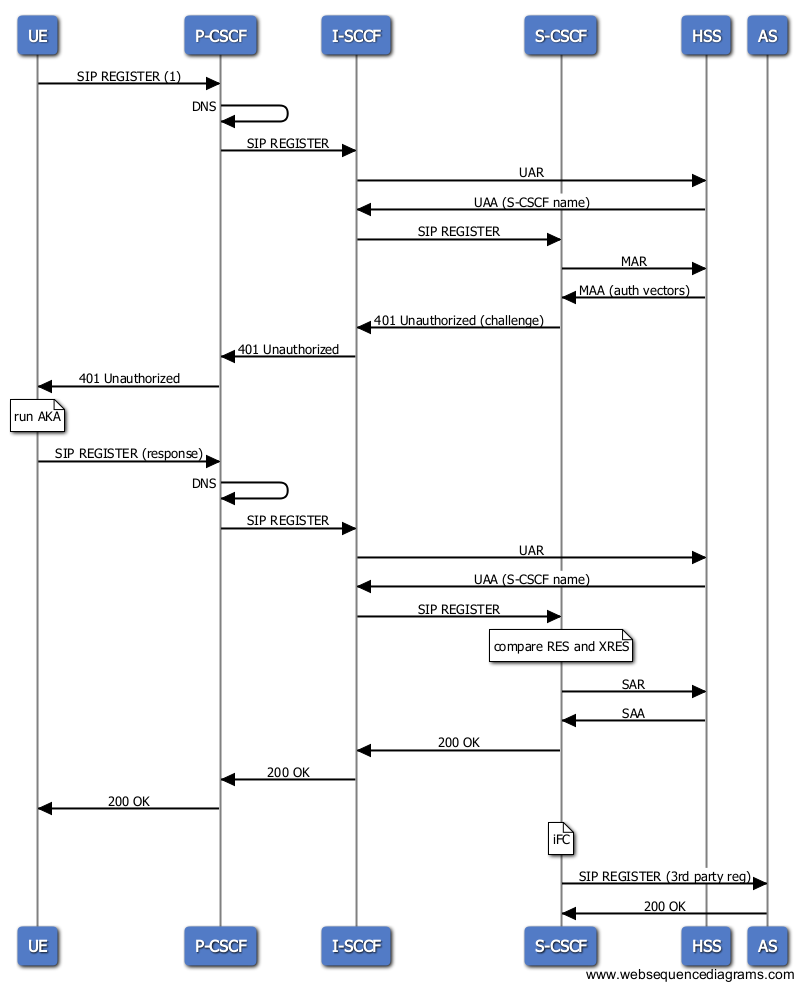 UE P-CSCF I-SCCF S-CSCF HSS AS
SIP REGISTER (1)
DNS
SIP REGISTER
UAR
UAA (S-CSCF name)
SIP REGISTER
MAR
MAA (auth vectors)
401 Unauthorized (challenge)
401 Unauthorized
401 Unauthorized
run AKA
SIP REGISTER (response)
DNS
SIP REGISTER
UAR
UAA (S-CSCF name)
SIP REGISTER
compare RES and XRES
SAR
SAA
200 OK
200 OK
200 OK
iFC
SIP REGISTER (3rd party reg)
200 OK
UE P-CSCF I-SCCF S-CSCF HSS AS
www.websequencediagrams.com